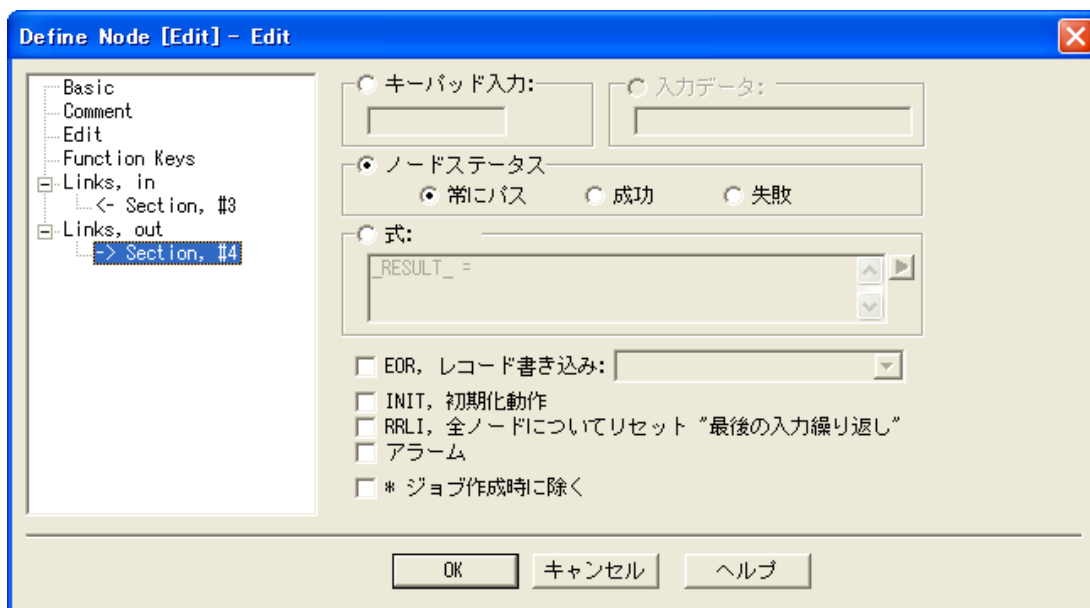 Define Node [Edit] - Edit
Basic
Comment
Edit
Function Keys
Links, in
<- Section, #3
Links, out
-> Section, #4
キーパッド入力:
入力データ:
ノードステータス
常にパス
成功
失敗
式:
_RESULT_ =
EOR, レコード書き込み:
INIT, 初期化動作
RRLI, 全ノードについてリセット "最後の入力繰り返し"
アラーム
* ジョブ作成時に除く
OK
キャンセル
ヘルプ